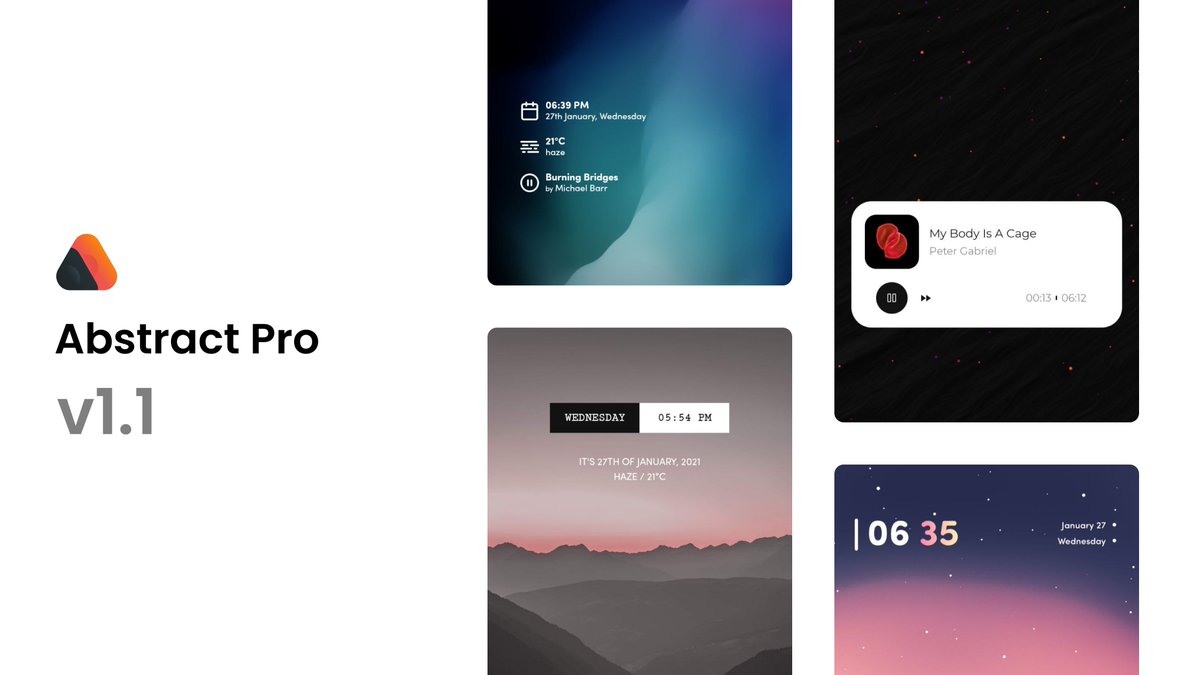 Abstract Pro
v1.1
06:39 PM
27th January, Wednesday
21°C
haze
Burning Bridges
by Michael Barr
WEDNESDAY 05:54 PM
IT'S 27TH OF JANUARY, 2021
HAZE / 21°C
My Body Is A Cage
Peter Gabriel
00:13 06:12
06 35
January 27
Wednesday